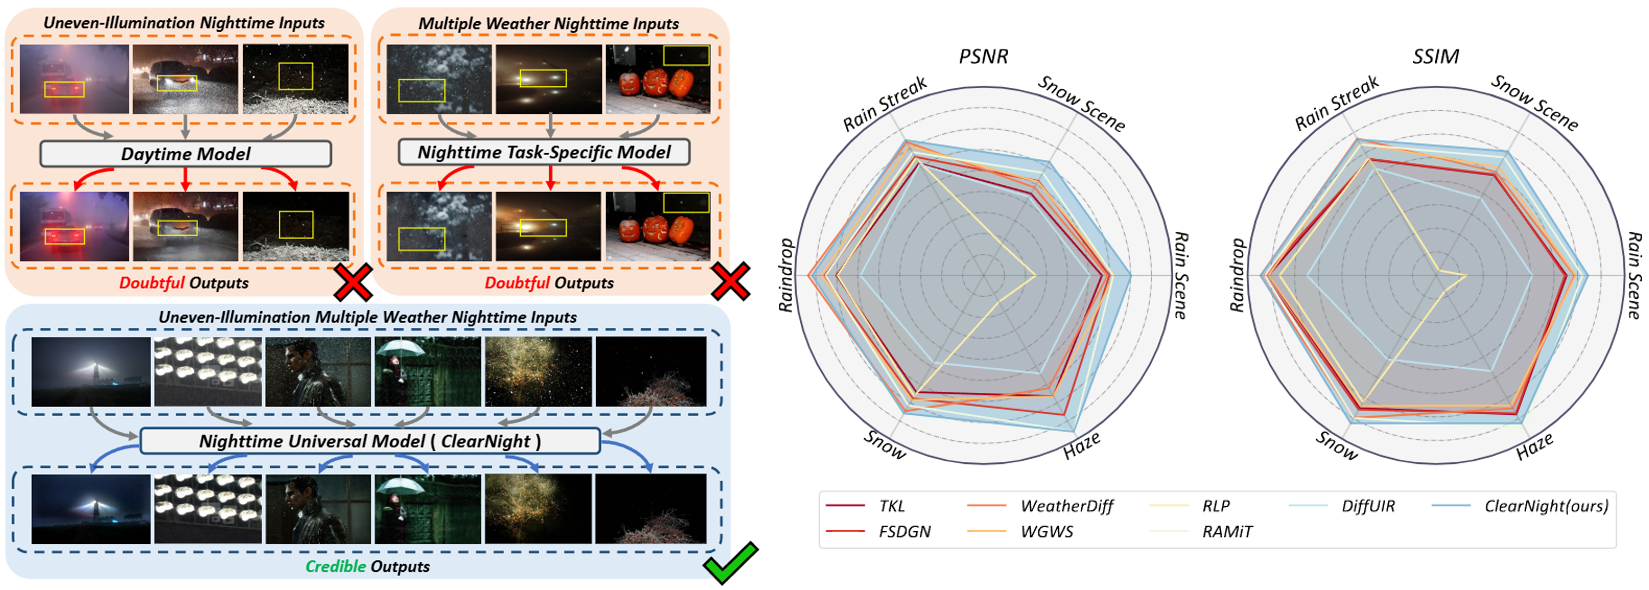 Uneven-Illumination Nighttime Inputs
Daytime Model
Doubtful Outputs
Multiple Weather Nighttime Inputs
Nighttime Task-Specific Model
Doubtful Outputs
Uneven-Illumination Multiple Weather Nighttime Inputs
Nighttime Universal Model ( ClearNight )
Credible Outputs
PSNR
Rain Streak
Snow Scene
Raindrop
Rain Scene
Snow
Haze
SSIM
Rain Streak
Snow Scene
Raindrop
Rain Scene
Snow
Haze
TKL WeatherDiff RLP DiffUIR ClearNight(ours)
FSDGN WGWS RAMiT